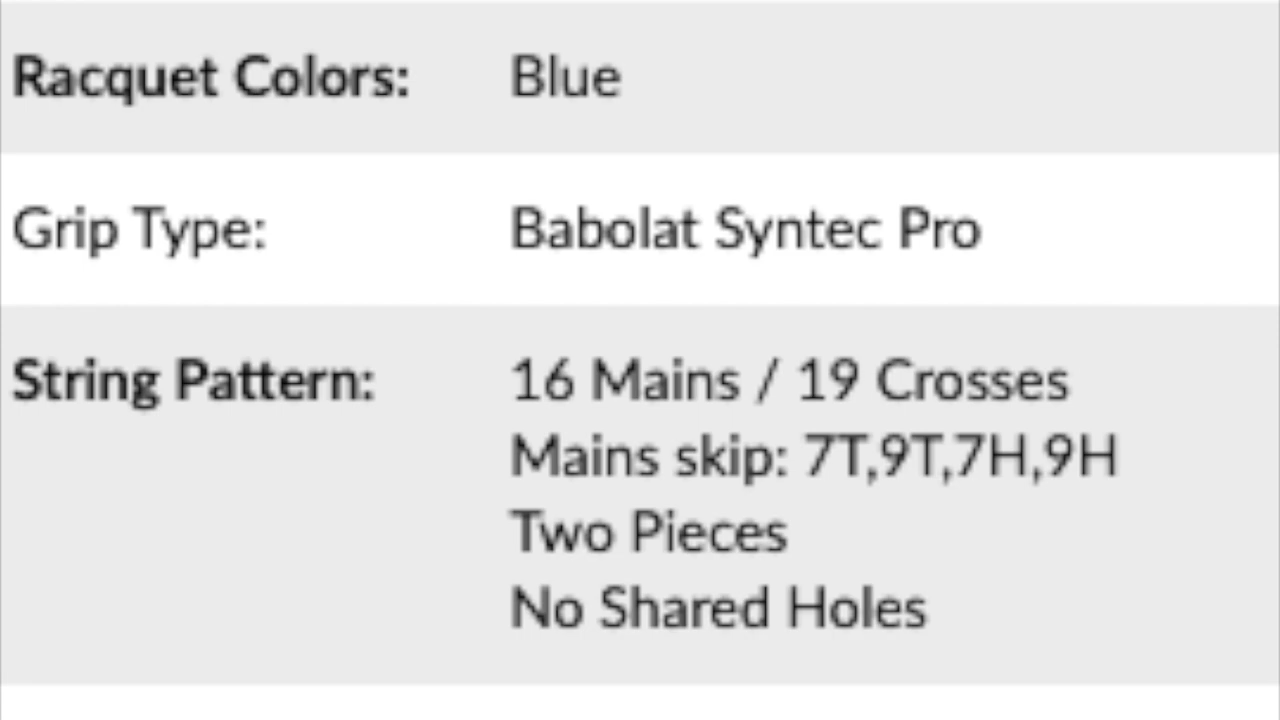 Racquet Colors: Blue
Grip Type: Babolat Syntec Pro
String Pattern: 16 Mains / 19 Crosses
Mains skip: 7T,9T,7H,9H
Two Pieces
No Shared Holes